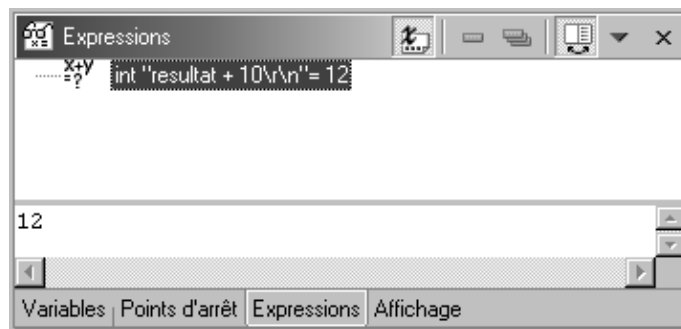 Expressions
x+y
=?
int "resultat + 10\r\n"= 12
12
Variables Points d'arrêt Expressions Affichage